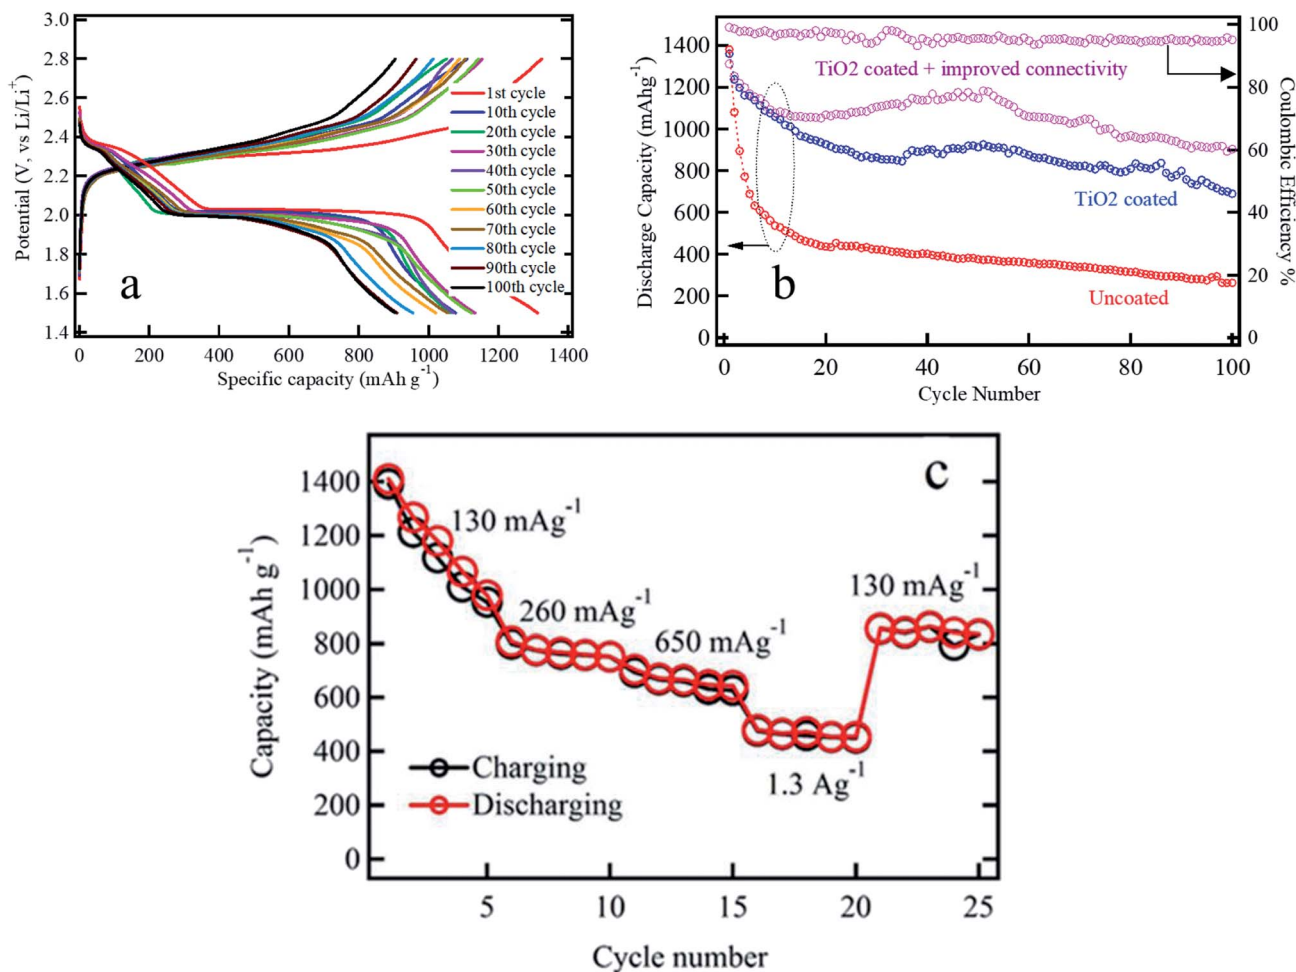 3.0
2.8
2.6
2.4
2.2
2.0
1.8
1.6
1.4
Potential (V, vs Li/Li⁺)
1st cycle
10th cycle
20th cycle
30th cycle
40th cycle
50th cycle
60th cycle
70th cycle
80th cycle
90th cycle
100th cycle
a
0 200 400 600 800 1000 1200 1400
Specific capacity (mAh g⁻¹)
1400
1200
1000
800
600
400
200
0
Discharge Capacity (mAhg⁻¹)
TiO2 coated + improved connectivity
TiO2 coated
Uncoated
b
100
80
60
40
20
0
Coulombic Efficiency %
0 20 40 60 80 100
Cycle Number
c
1400
1200
1000
800
600
400
200
0
Capacity (mAh g⁻¹)
130 mAg⁻¹
260 mAg⁻¹
650 mAg⁻¹
1.3 Ag⁻¹
130 mAg⁻¹
Charging
Discharging
5 10 15 20 25
Cycle number